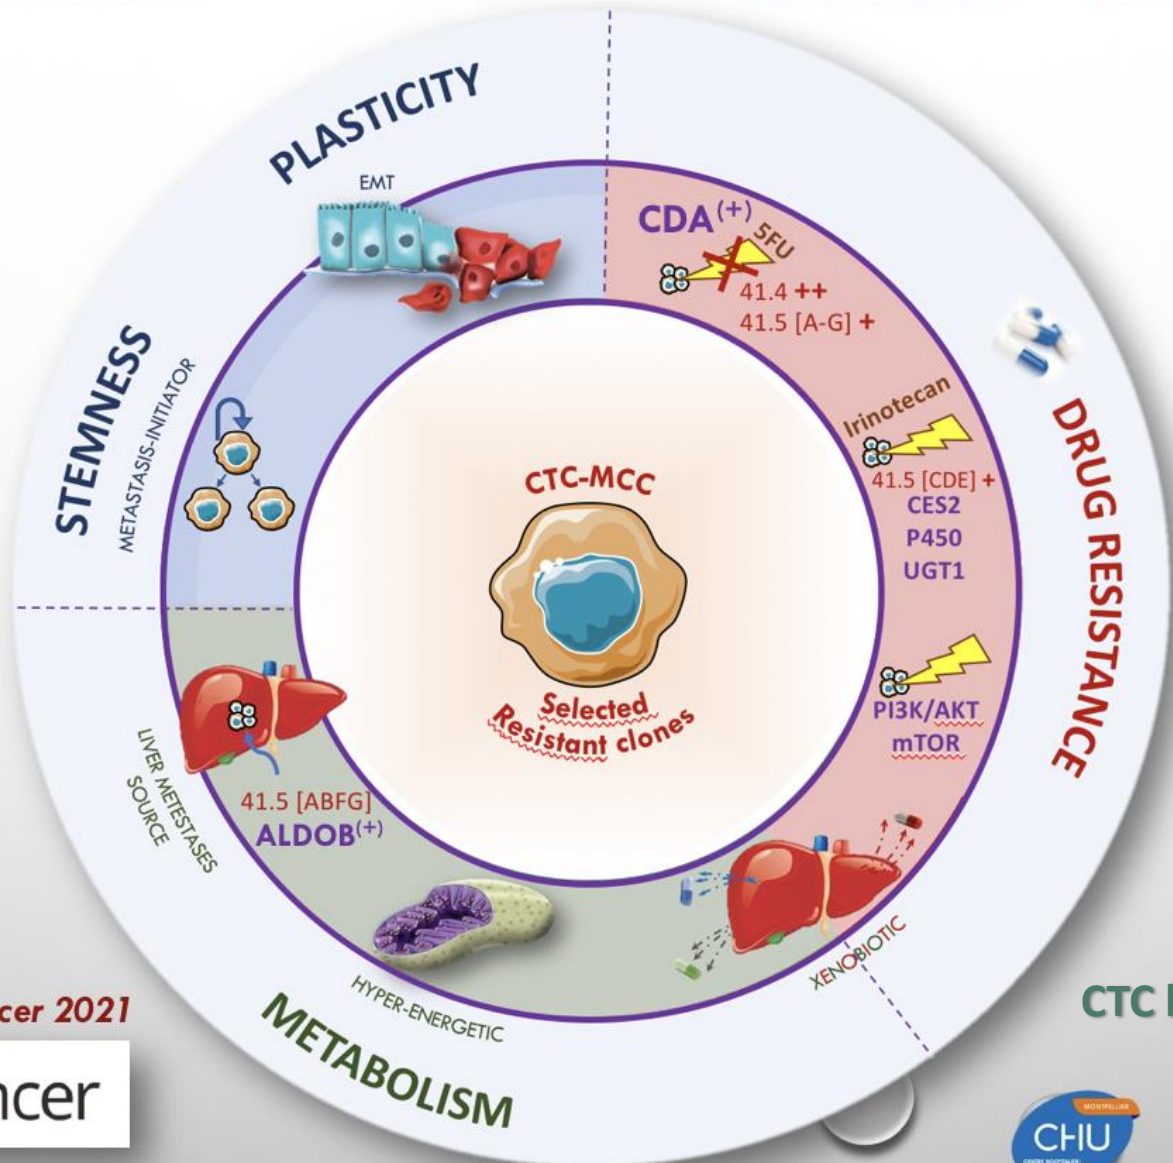 PLASTICITY
EMT
STEMNESS
METASTASIS-INITIATOR
CDA(+)
5FU
41.4 ++
41.5 [A-G] +
Irinotecan
41.5 [CDE] +
CES2
P450
UGT1
PI3K/AKT
mTOR
DRUG RESISTANCE
CTC-MCC
Selected
Resistant clones
LIVER METESTASES
SOURCE
41.5 [ABFG]
ALDOB(+)
HYPER-ENERGETIC
METABOLISM
XENOBIOTIC
cer 2021
ncer
CTC
MONTPELLIER
CHU